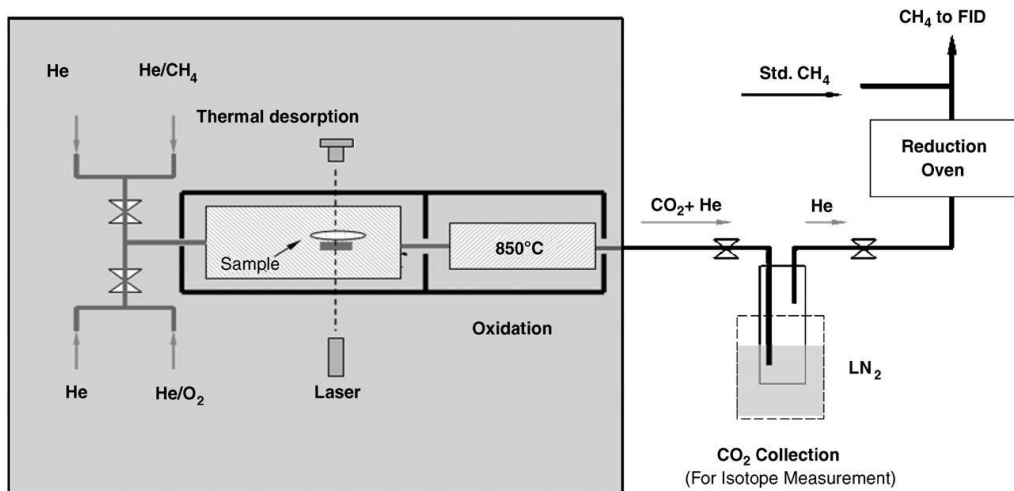 CH₄ to FID
He
He/CH₄
Std. CH₄
Thermal desorption
Reduction
Oven
CO₂+ He
He
850°C
Sample
Oxidation
He
He/O₂
Laser
LN₂
CO₂ Collection
(For Isotope Measurement)